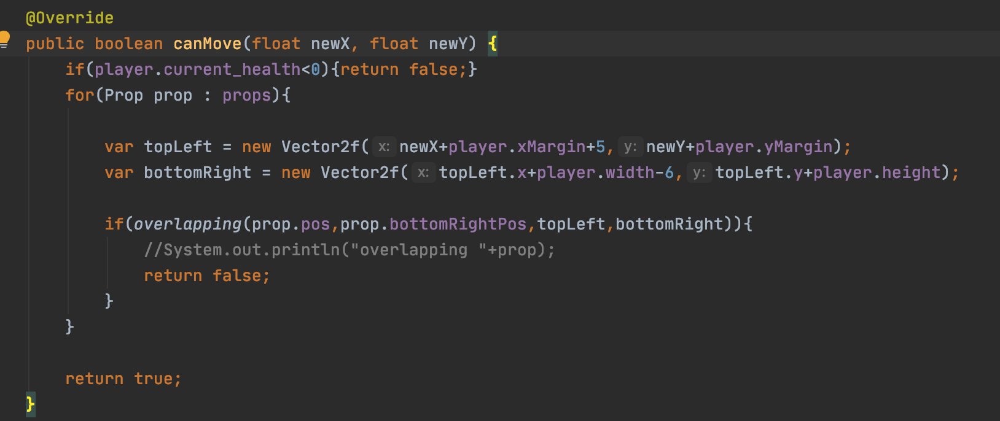 @Override
public boolean canMove(float newX, float newY) {
if(player.current_health<0){return false;}
for(Prop prop : props){
var topLeft = new Vector2f( x: newX+player.xMargin+5, y: newY+player.yMargin);
var bottomRight = new Vector2f( x: topLeft.x+player.width-6, y: topLeft.y+player.height);
if(overlapping(prop.pos,prop.bottomRightPos,topLeft,bottomRight)){
//System.out.println("overlapping "+prop);
return false;
}
}
return true;
}